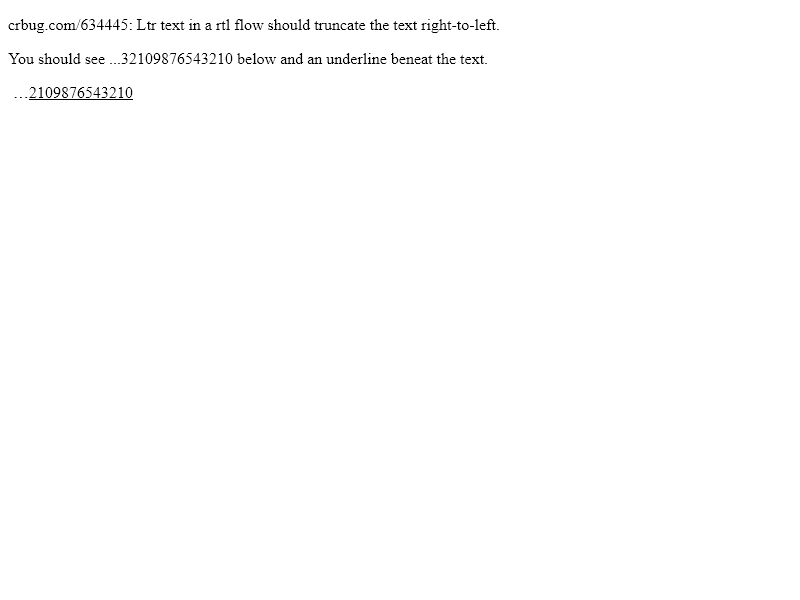 crbug.com/634445: Ltr text in a rtl flow should truncate the text right-to-left.
You should see ...32109876543210 below and an underline beneat the text.
…2109876543210